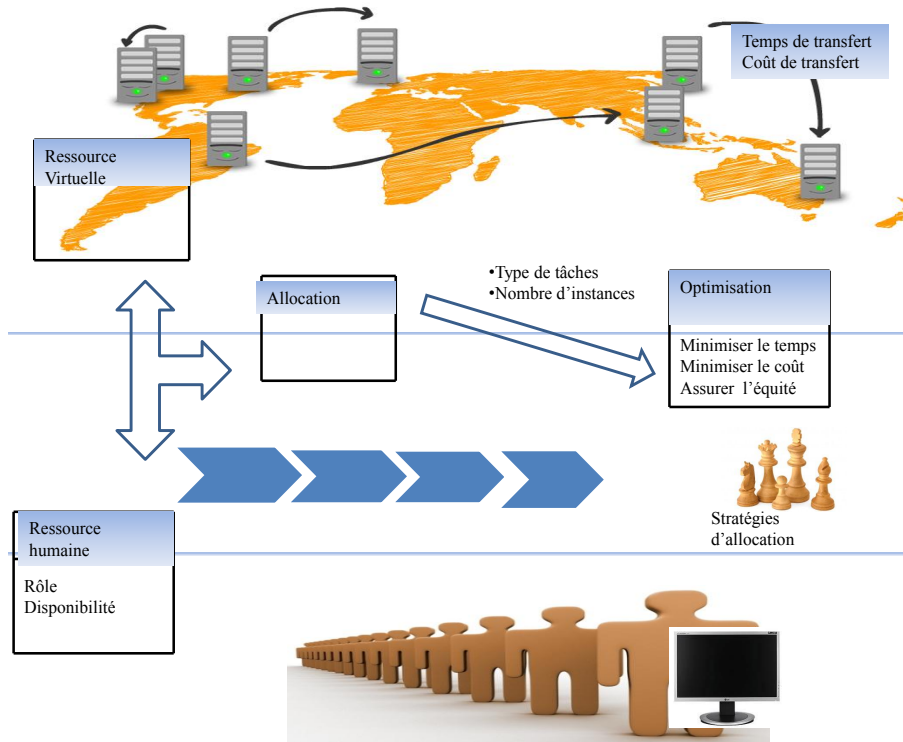 Temps de transfert
Coût de transfert
Ressource
Virtuelle
•Type de tâches
•Nombre d’instances
Allocation
Optimisation
Minimiser le temps
Minimiser le coût
Assurer l’équité
Stratégies
d’allocation
Ressource
humaine
Rôle
Disponibilité